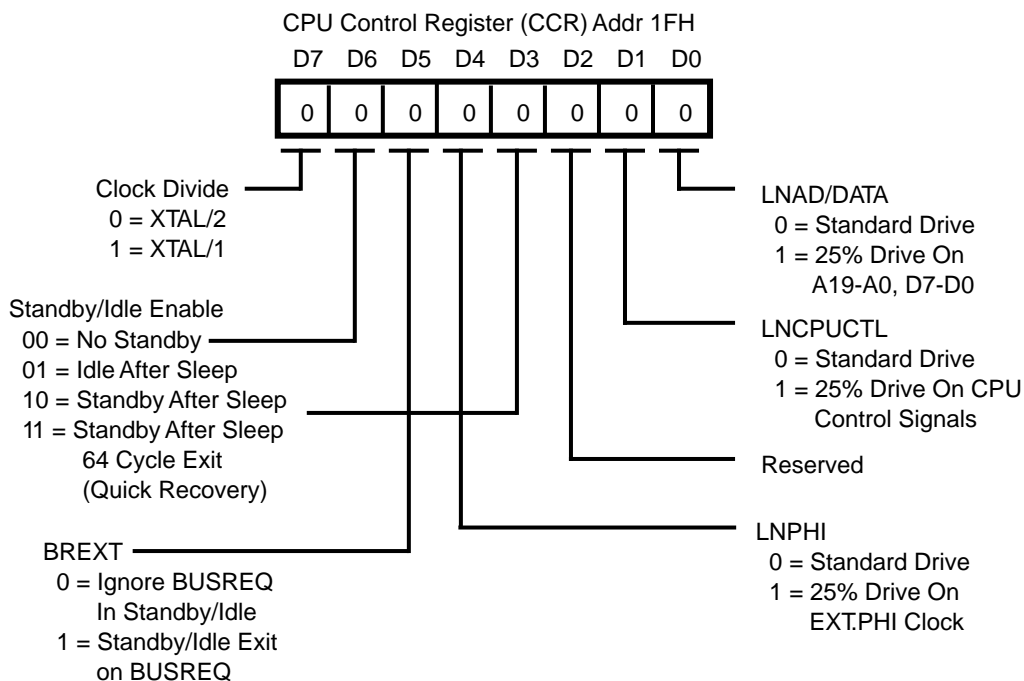 CPU Control Register (CCR) Addr 1FH
D7 D6 D5 D4 D3 D2 D1 D0
0 0 0 0 0 0 0 0
Clock Divide
0 = XTAL/2
1 = XTAL/1
Standby/Idle Enable
00 = No Standby
01 = Idle After Sleep
10 = Standby After Sleep
11 = Standby After Sleep
64 Cycle Exit
(Quick Recovery)
BREXT
0 = Ignore BUSREQ
In Standby/Idle
1 = Standby/Idle Exit
on BUSREQ
LNAD/DATA
0 = Standard Drive
1 = 25% Drive On
A19-A0, D7-D0
LNCPUCTL
0 = Standard Drive
1 = 25% Drive On CPU
Control Signals
Reserved
LNPHI
0 = Standard Drive
1 = 25% Drive On
EXT.PHI Clock